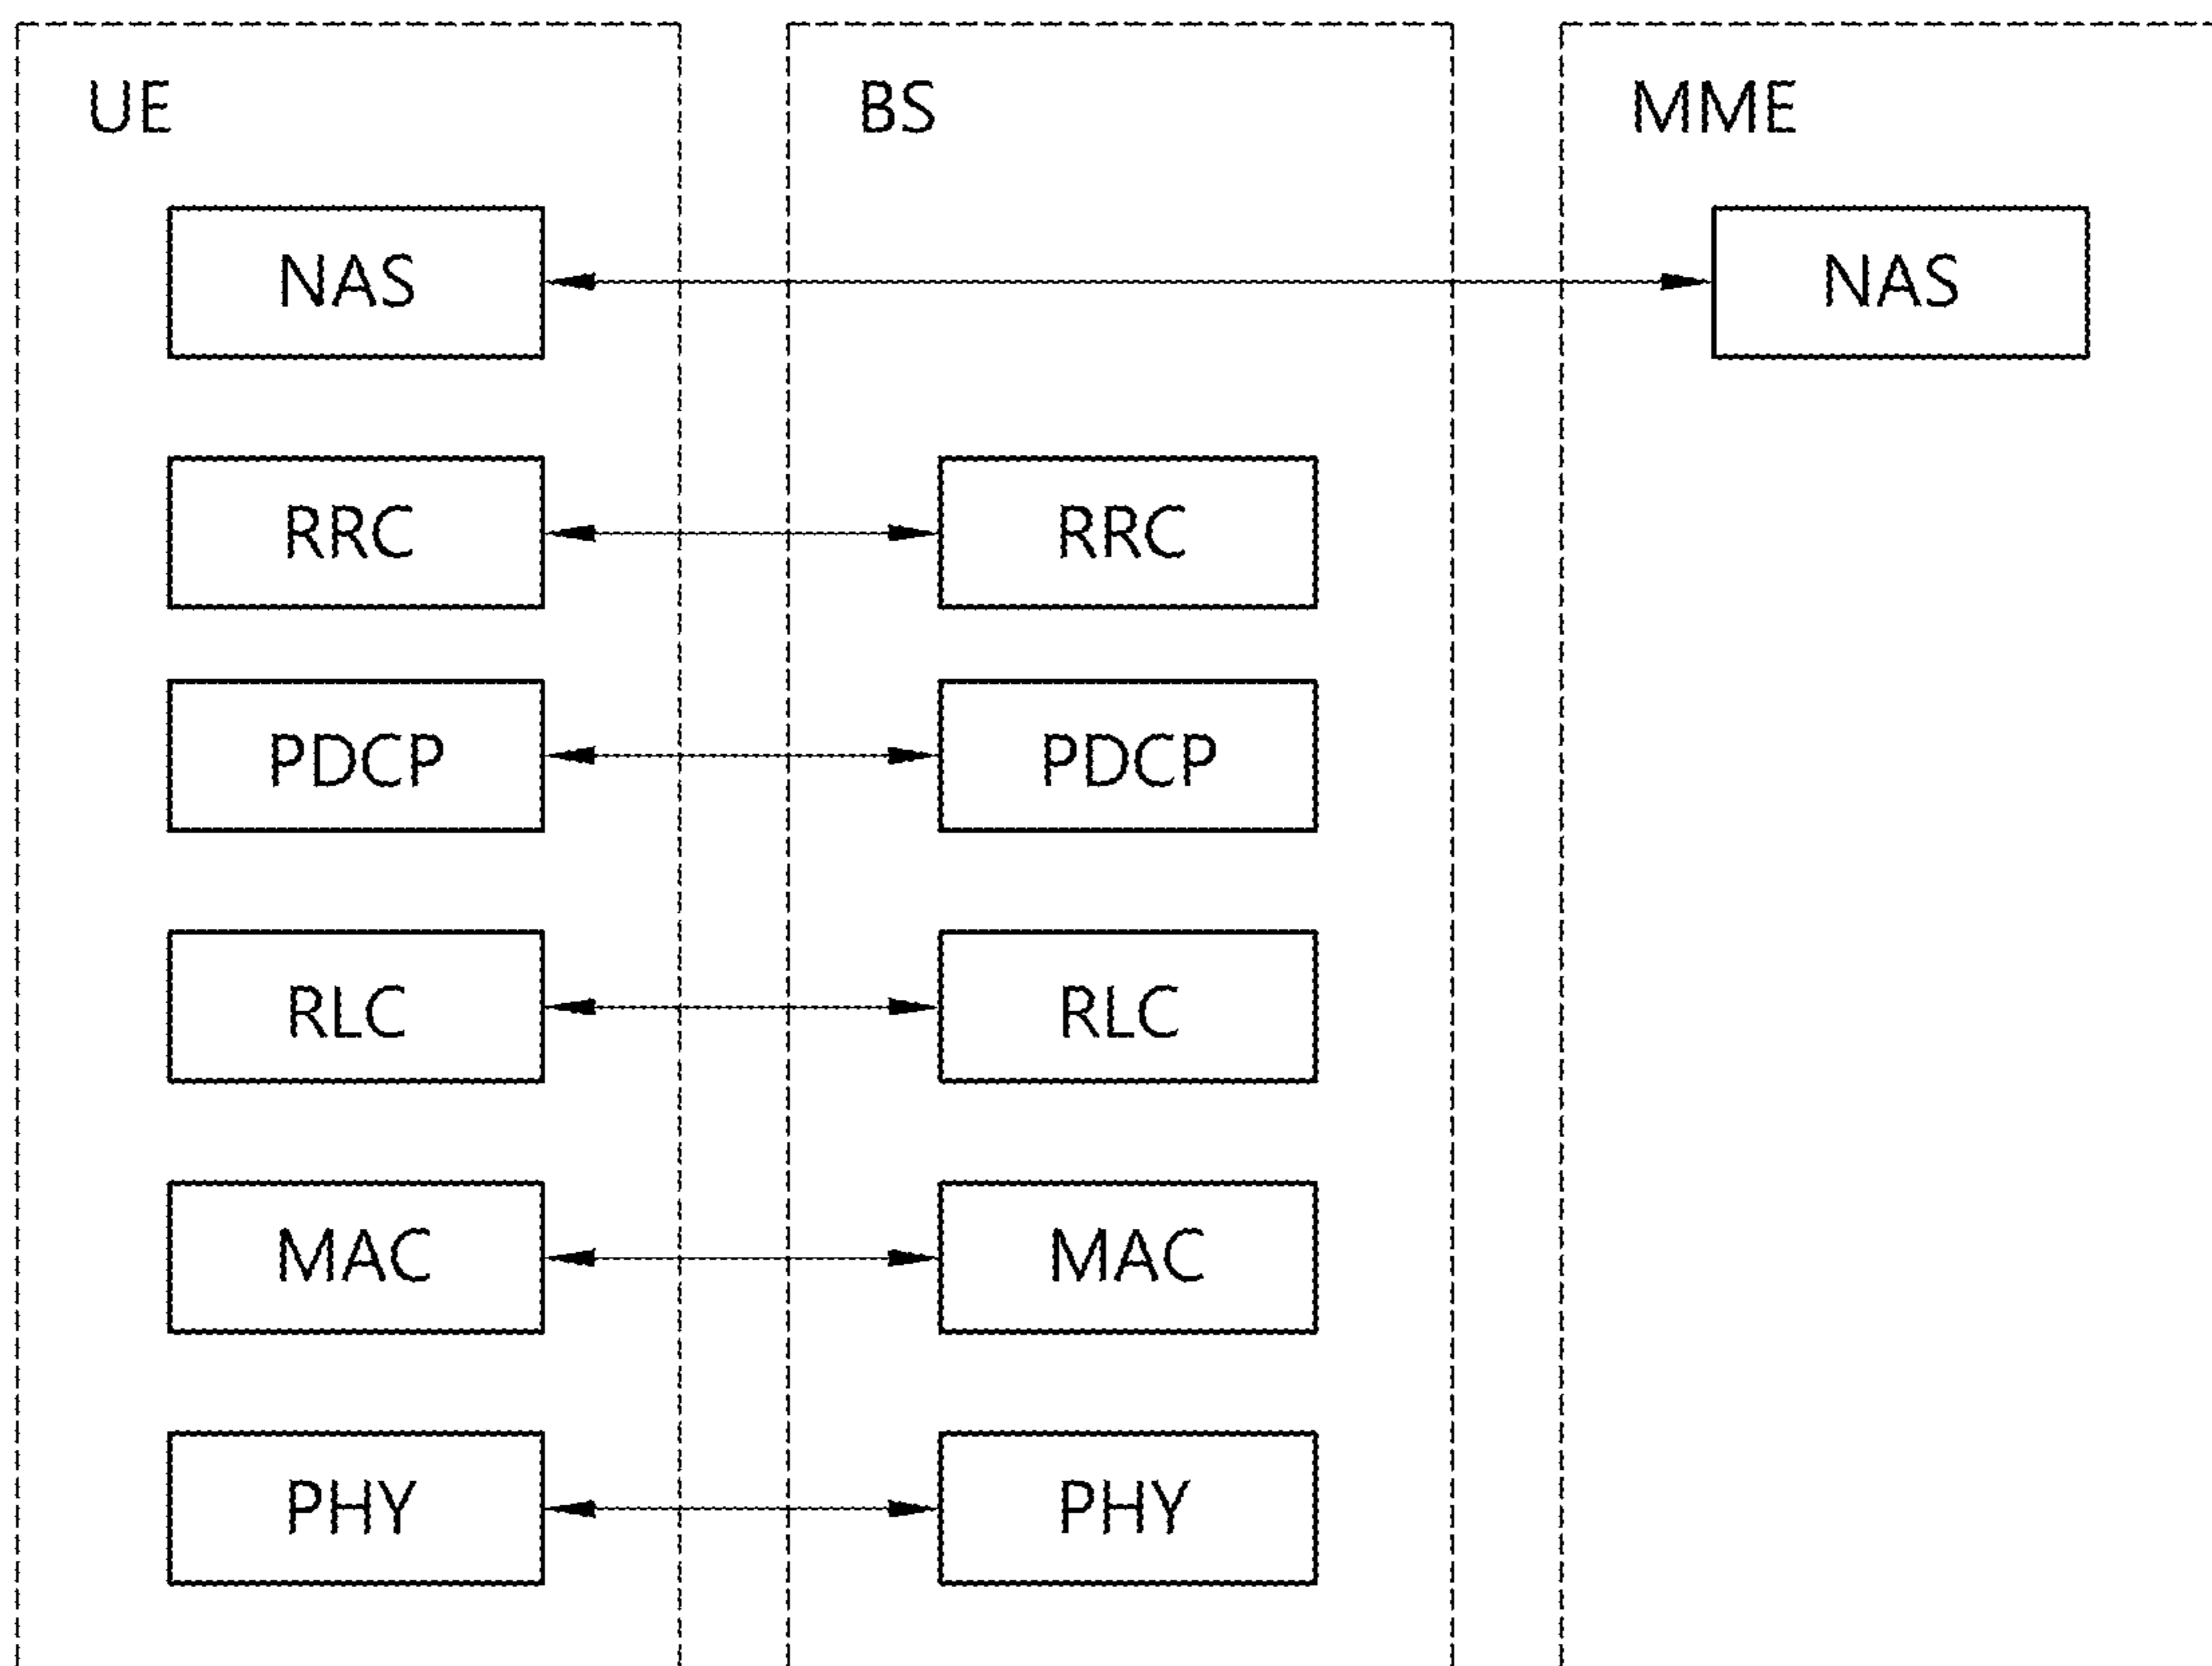 UE BS MME
NAS NAS
RRC RRC
PDCP PDCP
RLC RLC
MAC MAC
PHY PHY